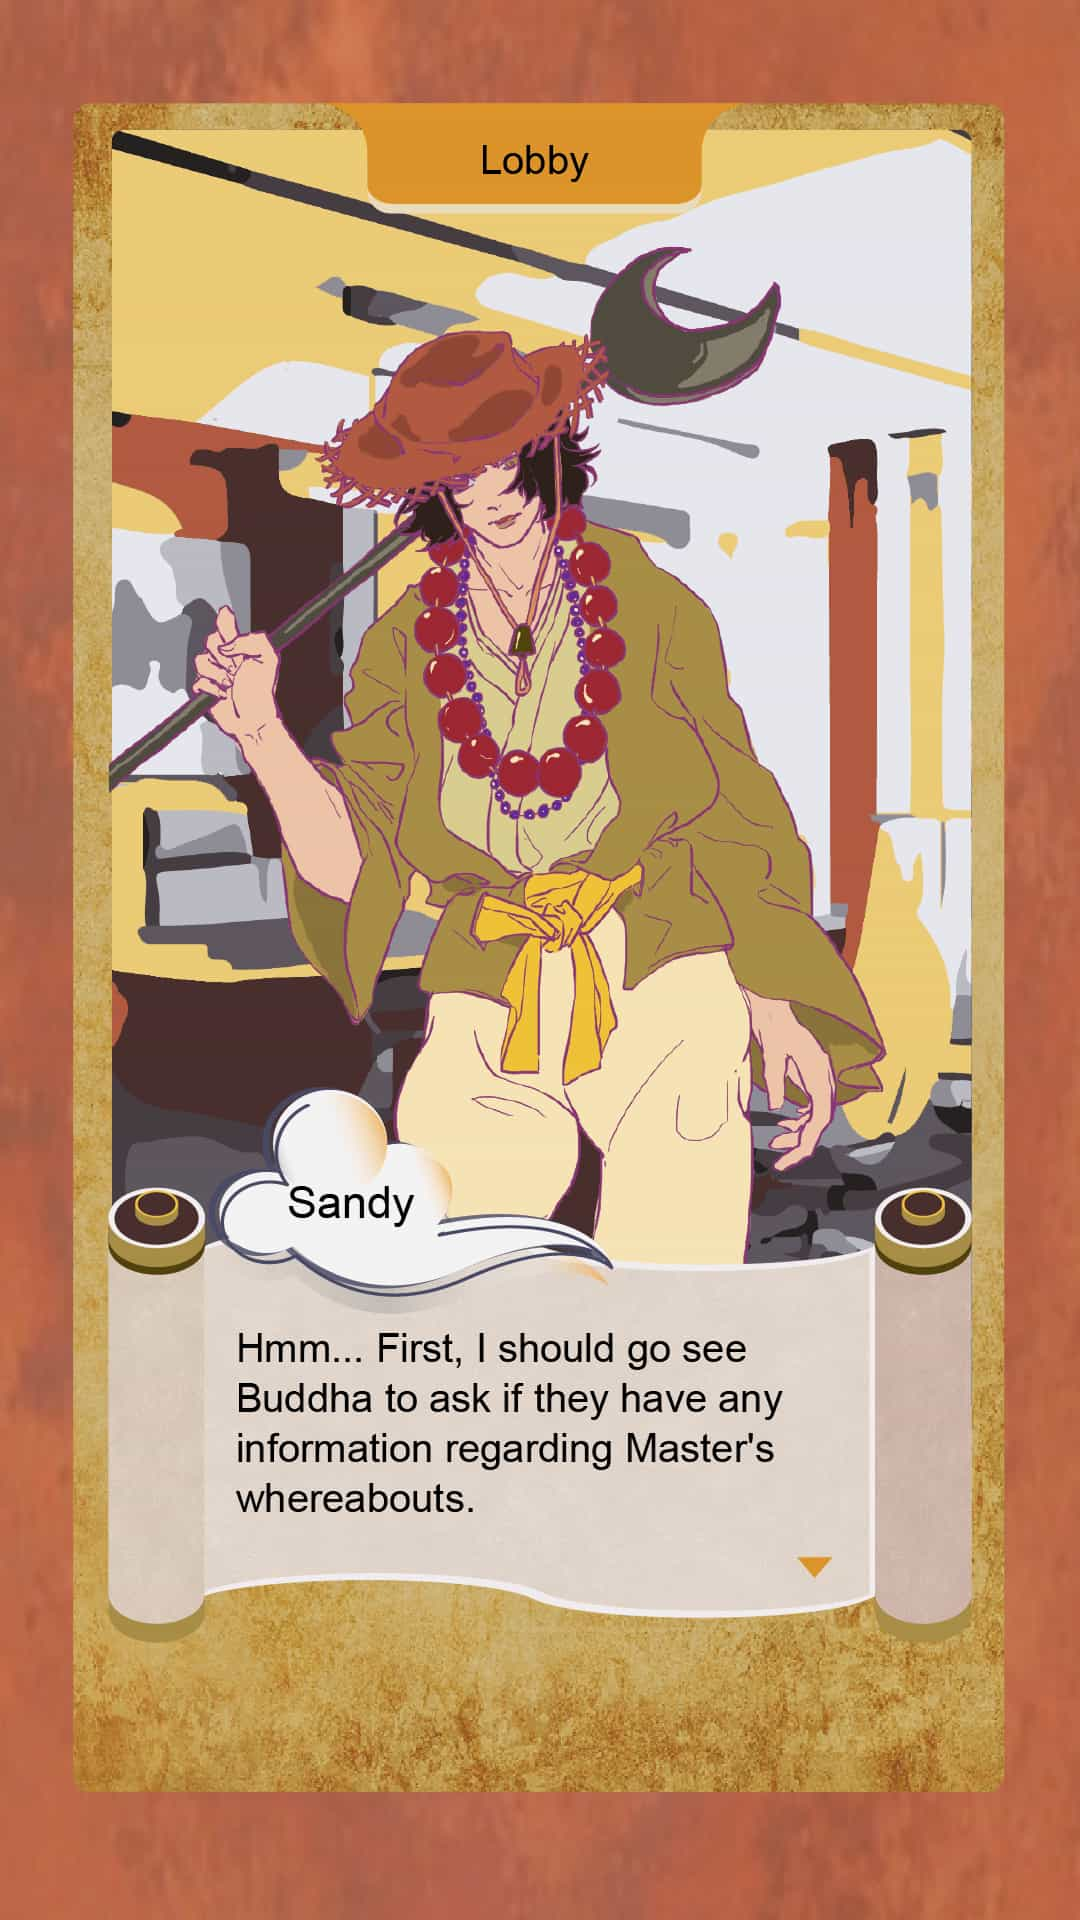 Lobby
Sandy
Hmm... First, I should go see
Buddha to ask if they have any
information regarding Master's
whereabouts.